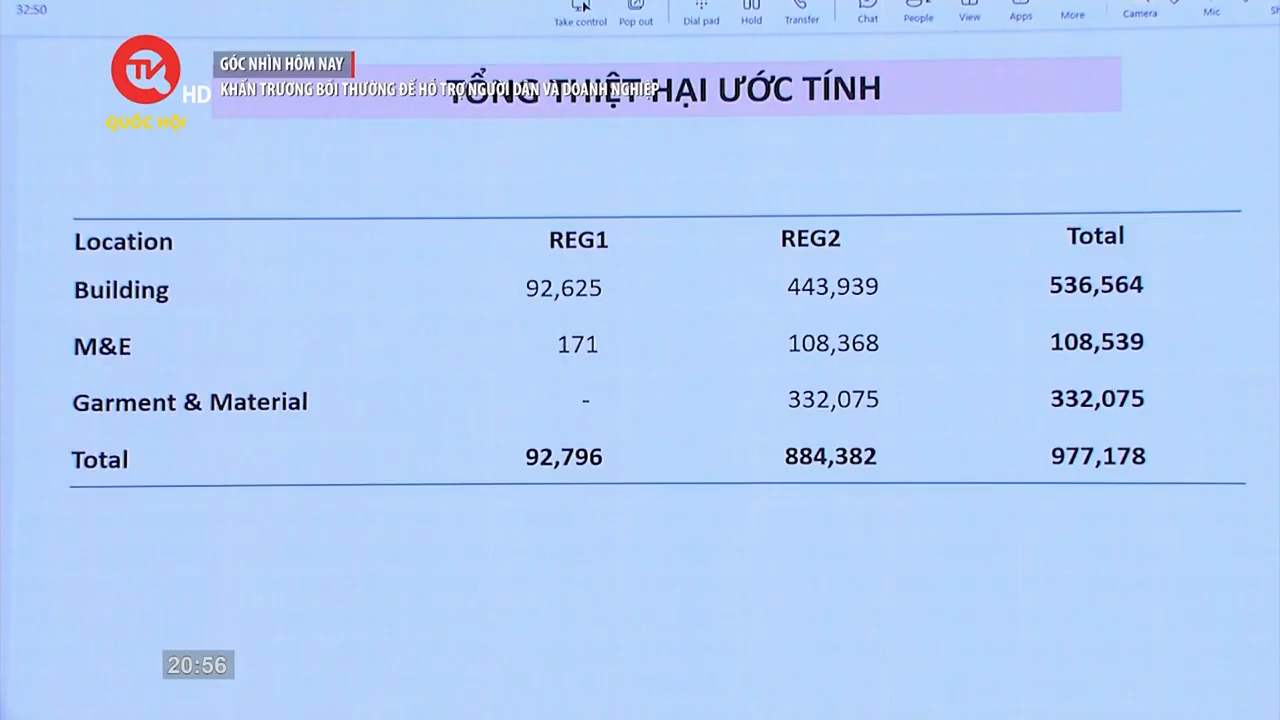 32:50
Take control Pop out Dial pad Hold Transfer Chat People View Apps More Camera Mic
GÓC NHÌN HÔM NAY
KHẨN TRƯƠNG BỒI THƯỜNG ĐỂ HỖ TRỢ NGƯỜI DÂN VÀ DOANH NGHIỆP
TỔNG THIỆT HẠI ƯỚC TÍNH
TV HD
QUỐC HỘI
Location REG1 REG2 Total
Building 92,625 443,939 536,564
M&E 171 108,368 108,539
Garment & Material - 332,075 332,075
Total 92,796 884,382 977,178
20:56